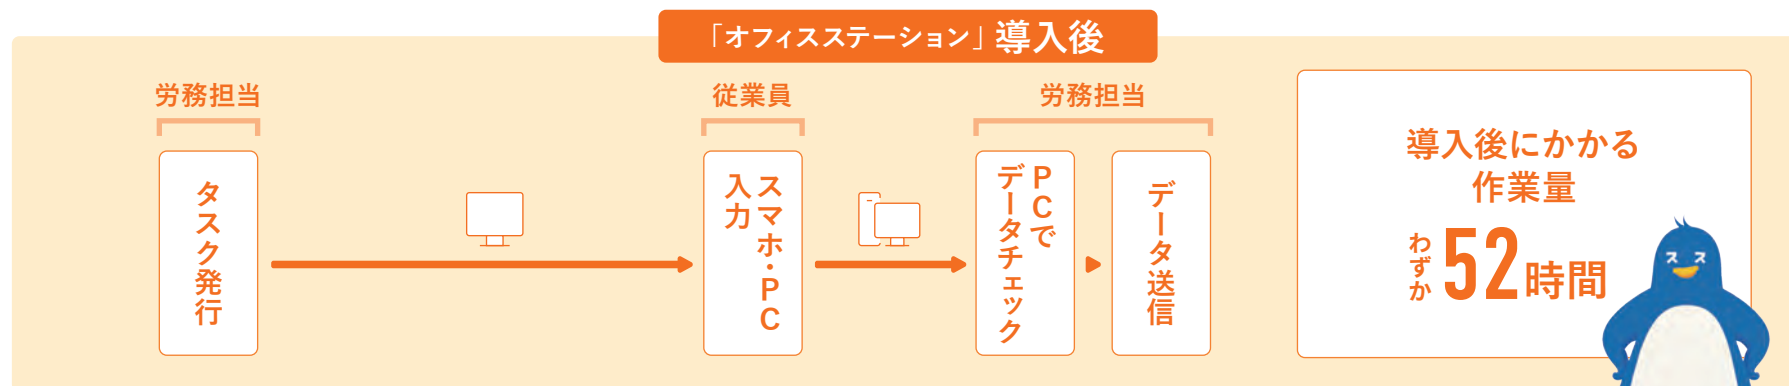 「オフィスステーション」導入後
労務担当
タスク発行
従業員
スマホ・PC
入力
労務担当
PCで
データチェック
データ送信
導入後にかかる
作業量
わずか52時間
スス